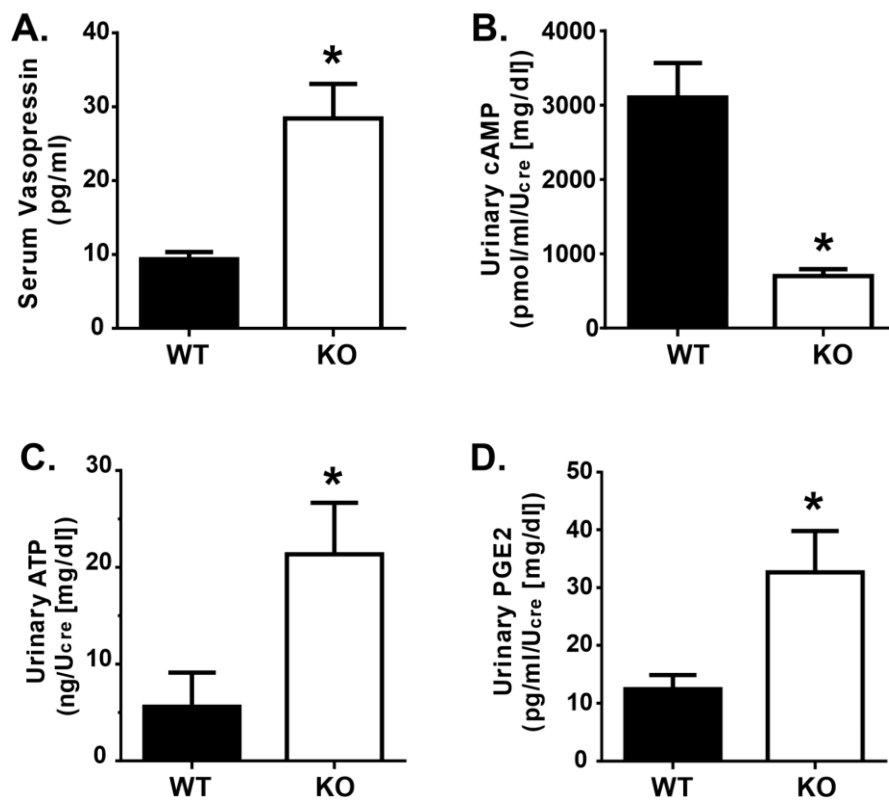 A.
Serum Vasopressin
(pg/ml)
40
30
20
10
0
*
WT
KO
B.
Urinary cAMP
(pmol/ml/Ucre [mg/dl])
4000
3000
2000
1000
0
*
WT
KO
C.
Urinary ATP
(ng/Ucre [mg/dl])
30
20
10
0
*
WT
KO
D.
Urinary PGE2
(pg/ml/Ucre [mg/dl])
50
40
30
20
10
0
*
WT
KO